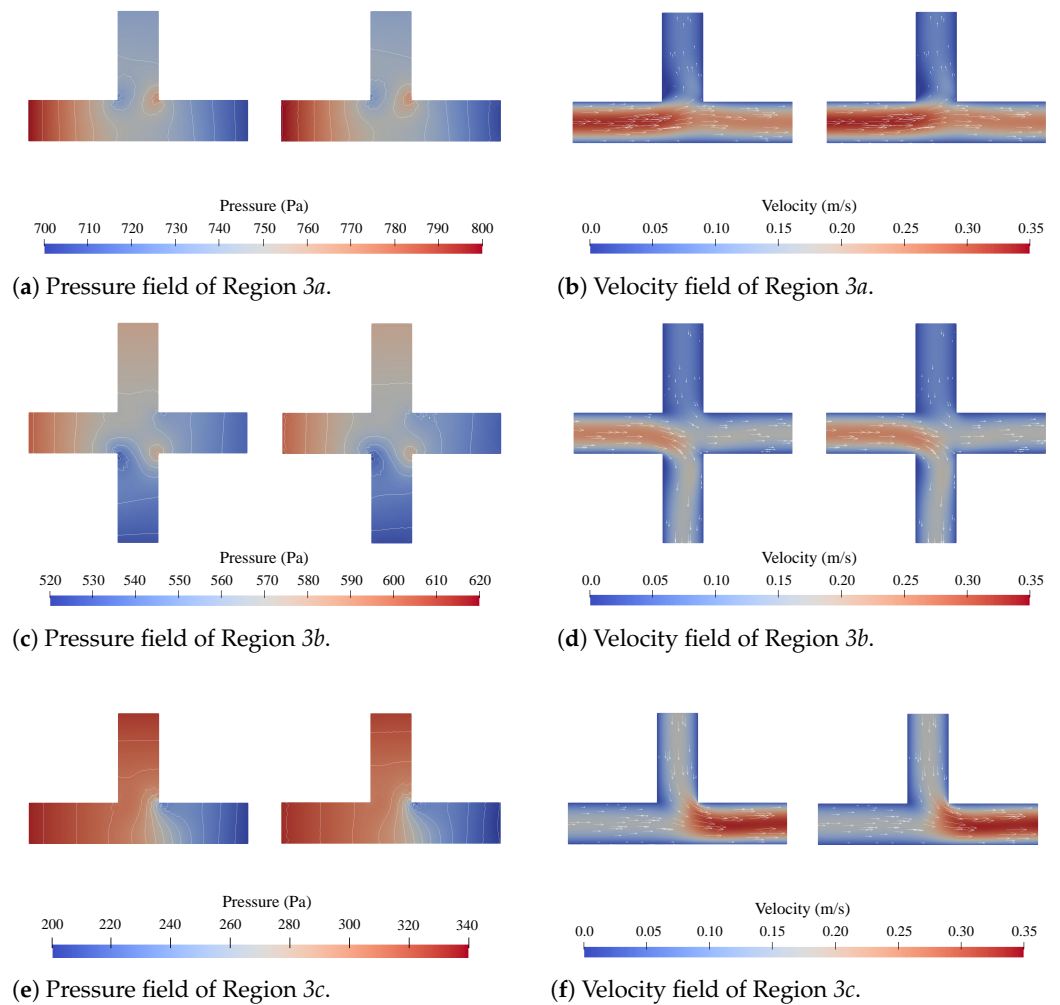 Pressure (Pa)
700 710 720 730 740 750 760 770 780 790 800
Velocity (m/s)
0.0 0.05 0.10 0.15 0.20 0.25 0.30 0.35
(a) Pressure field of Region 3a.
(b) Velocity field of Region 3a.
Pressure (Pa)
520 530 540 550 560 570 580 590 600 610 620
Velocity (m/s)
0.0 0.05 0.10 0.15 0.20 0.25 0.30 0.35
(c) Pressure field of Region 3b.
(d) Velocity field of Region 3b.
Pressure (Pa)
200 220 240 260 280 300 320 340
Velocity (m/s)
0.0 0.05 0.10 0.15 0.20 0.25 0.30 0.35
(e) Pressure field of Region 3c.
(f) Velocity field of Region 3c.